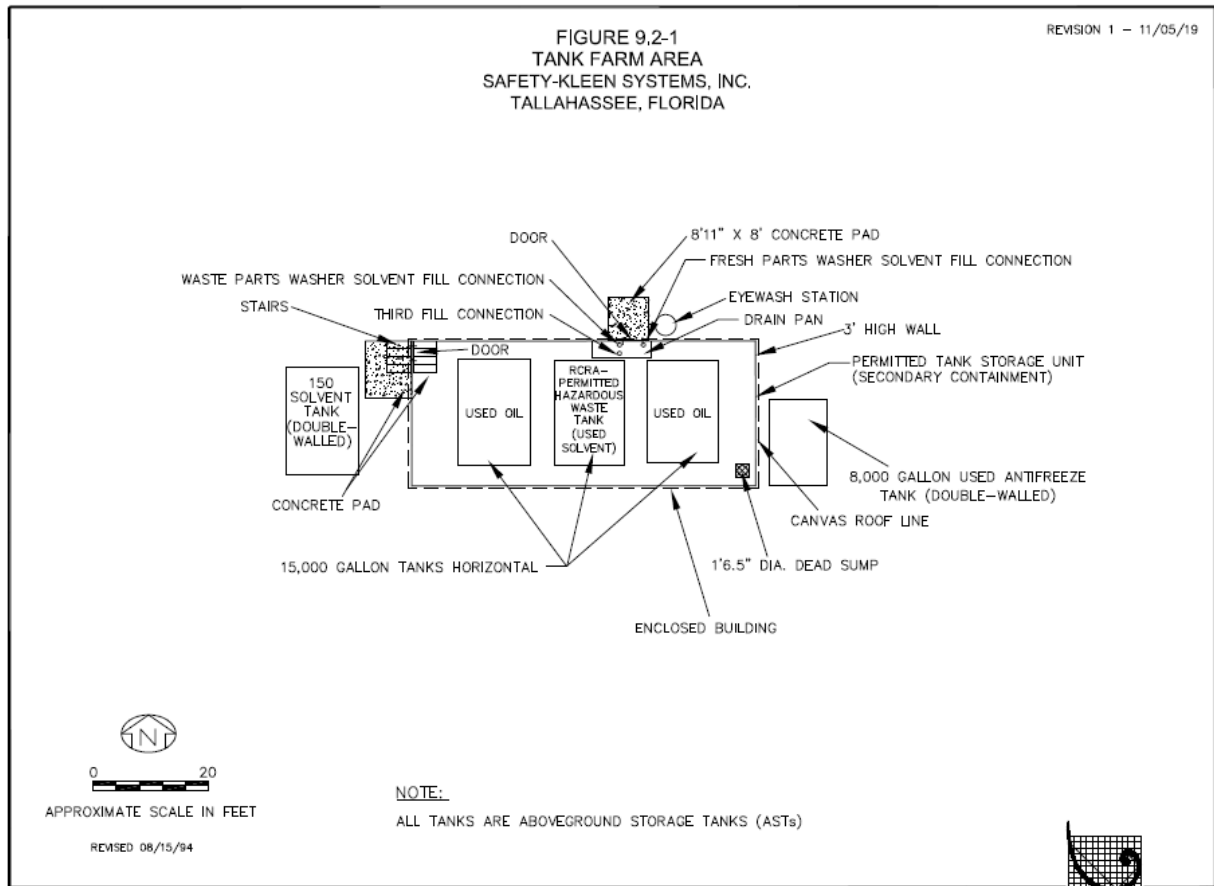 REVISION 1 – 11/05/19
FIGURE 9.2-1
TANK FARM AREA
SAFETY-KLEEN SYSTEMS, INC.
TALLAHASSEE, FLORIDA
DOOR
8'11" X 8' CONCRETE PAD
FRESH PARTS WASHER SOLVENT FILL CONNECTION
WASTE PARTS WASHER SOLVENT FILL CONNECTION
EYEWASH STATION
STAIRS
THIRD FILL CONNECTION
DRAIN PAN
3' HIGH WALL
DOOR
PERMITTED TANK STORAGE UNIT
(SECONDARY CONTAINMENT)
150
SOLVENT
TANK
(DOUBLE-
WALLED)
USED OIL
RCRA-
PERMITTED
HAZARDOUS
WASTE
TANK
(USED
SOLVENT)
USED OIL
8,000 GALLON USED ANTIFREEZE
TANK (DOUBLE-WALLED)
CONCRETE PAD
CANVAS ROOF LINE
15,000 GALLON TANKS HORIZONTAL
1'6.5" DIA. DEAD SUMP
ENCLOSED BUILDING
N
0 20
APPROXIMATE SCALE IN FEET
REVISED 08/15/94
NOTE:
ALL TANKS ARE ABOVEGROUND STORAGE TANKS (ASTs)